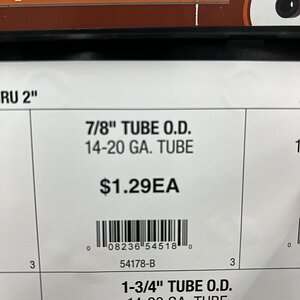 RU 2"
7/8" TUBE O.D.
14-20 GA. TUBE
$1.29EA
0 08236 54518 0
3 54178-B 3
1-3/4" TUBE O.D.